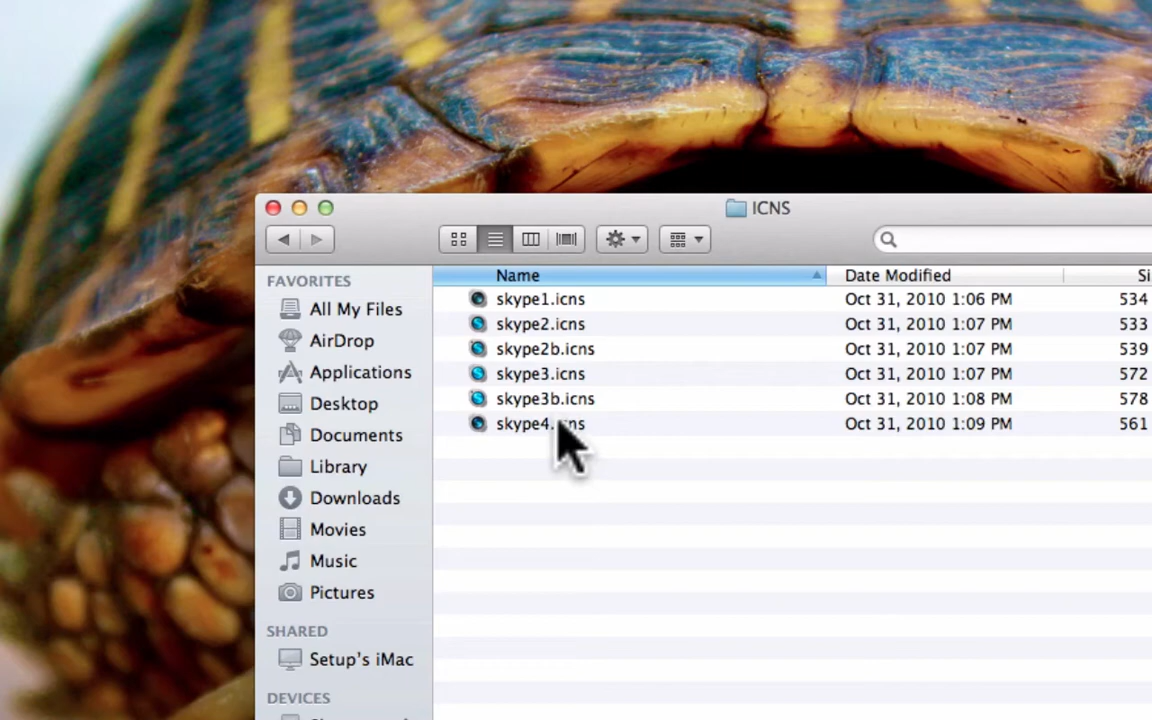 ICNS
FAVORITES
All My Files
AirDrop
Applications
Desktop
Documents
Library
Downloads
Movies
Music
Pictures
SHARED
Setup's iMac
DEVICES
Name Date Modified
skype1.icns Oct 31, 2010 1:06 PM 534
skype2.icns Oct 31, 2010 1:07 PM 533
skype2b.icns Oct 31, 2010 1:07 PM 539
skype3.icns Oct 31, 2010 1:07 PM 572
skype3b.icns Oct 31, 2010 1:08 PM 578
skype4.icns Oct 31, 2010 1:09 PM 561